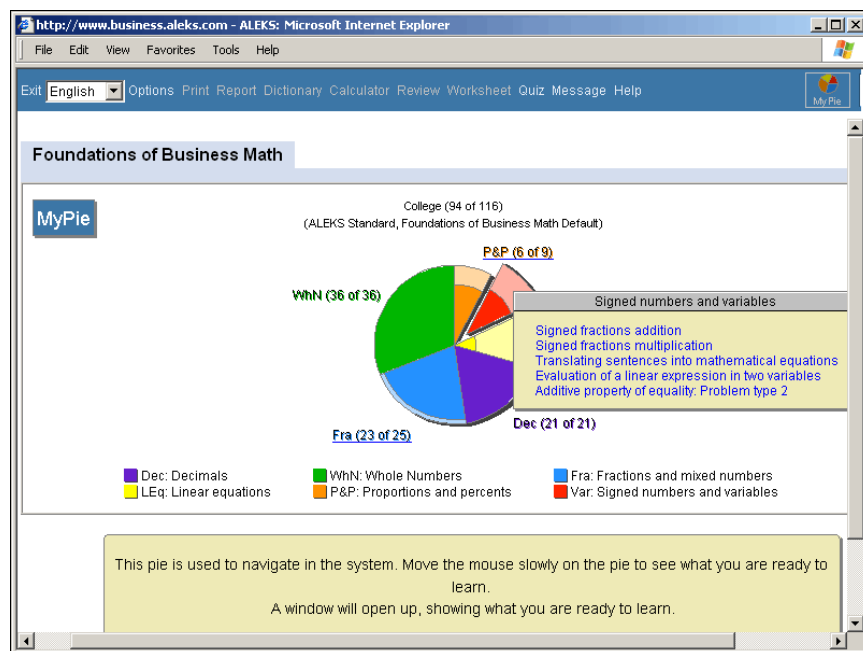 http://www.business.aleks.com - ALEKS: Microsoft Internet Explorer
File Edit View Favorites Tools Help
Exit English Options Print Report Dictionary Calculator Review Worksheet Quiz Message Help
My Pie
Foundations of Business Math
MyPie
College (94 of 116)
(ALEKS Standard, Foundations of Business Math Default)
P&P (6 of 9)
WhN (36 of 36)
Signed numbers and variables
Signed fractions addition
Signed fractions multiplication
Translating sentences into mathematical equations
Evaluation of a linear expression in two variables
Additive property of equality: Problem type 2
Dec (21 of 21)
Fra (23 of 25)
Dec: Decimals WhN: Whole Numbers Fra: Fractions and mixed numbers
LEq: Linear equations P&P: Proportions and percents Var: Signed numbers and variables
This pie is used to navigate in the system. Move the mouse slowly on the pie to see what you are ready to
learn.
A window will open up, showing what you are ready to learn.